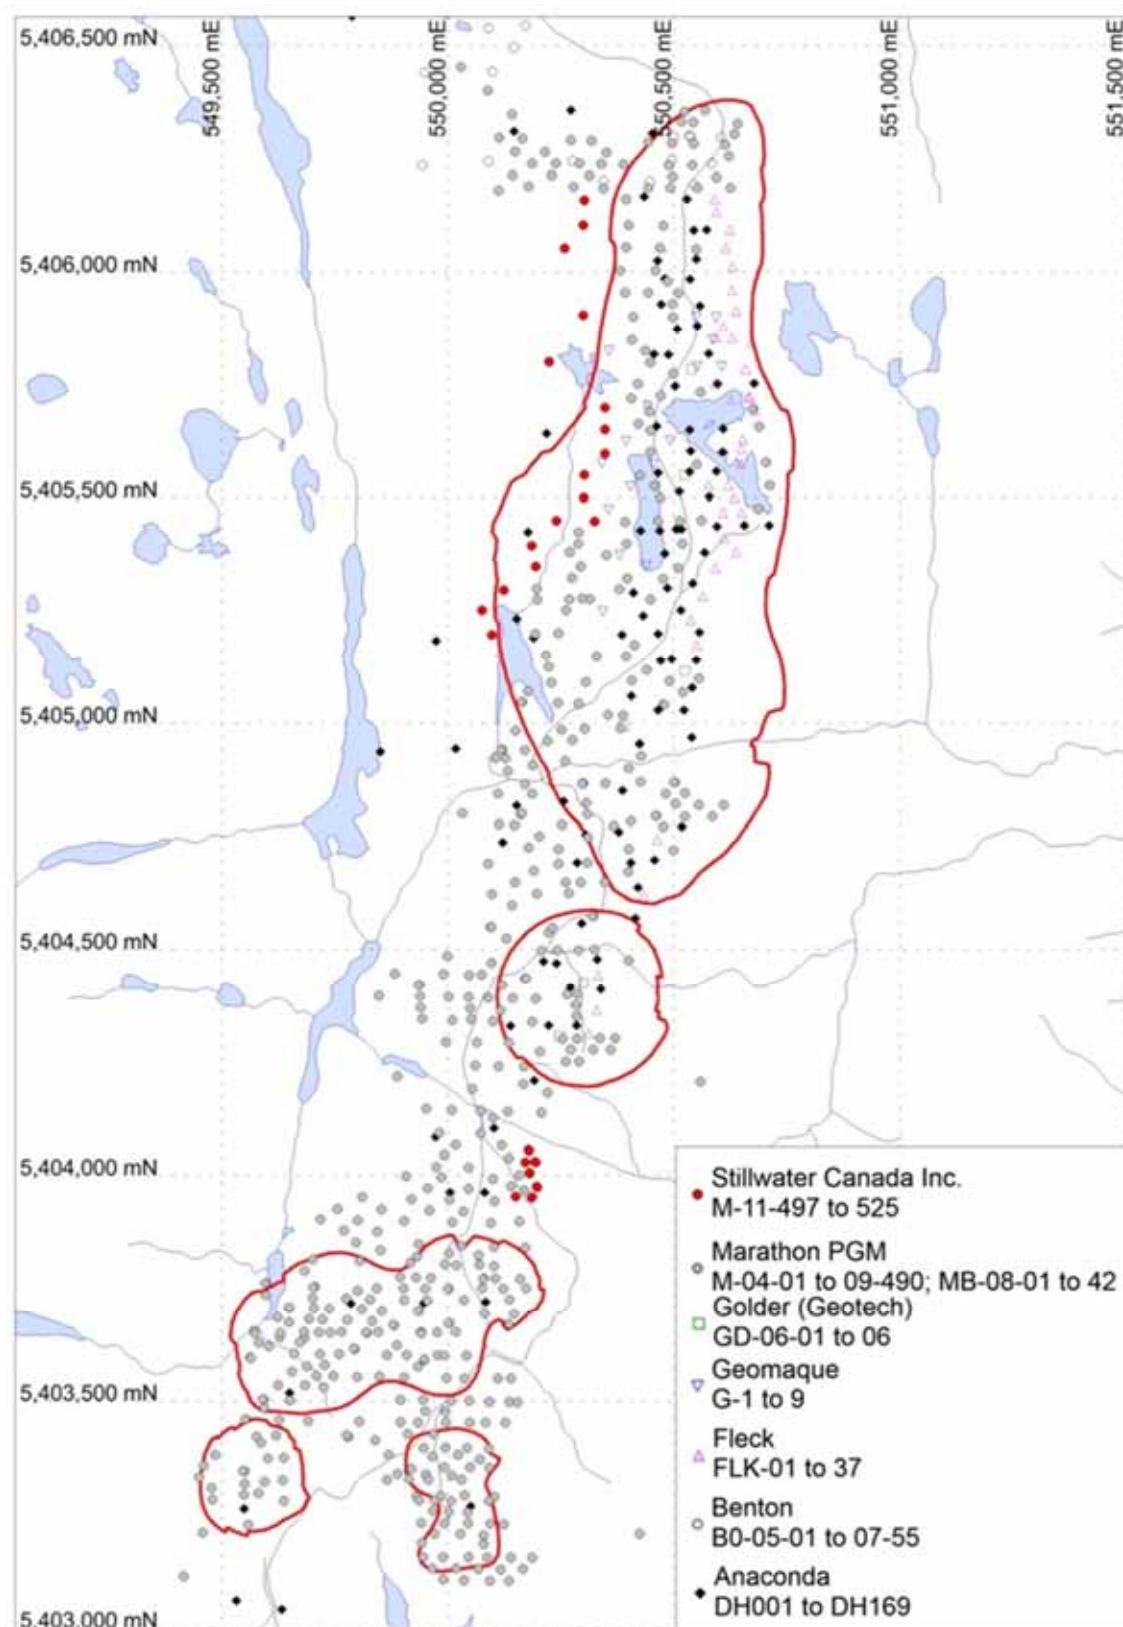 5,406,500 mN
549,500 mE
550,000 mE
550,500 mE
551,000 mE
551,500 mE
5,406,000 mN
5,405,500 mN
5,405,000 mN
5,404,500 mN
5,404,000 mN
5,403,500 mN
5,403,000 mN
Stillwater Canada Inc.
M-11-497 to 525
Marathon PGM
M-04-01 to 09-490; MB-08-01 to 42
Golder (Geotech)
GD-06-01 to 06
Geomaque
G-1 to 9
Fleck
FLK-01 to 37
Benton
B0-05-01 to 07-55
Anaconda
DH001 to DH169